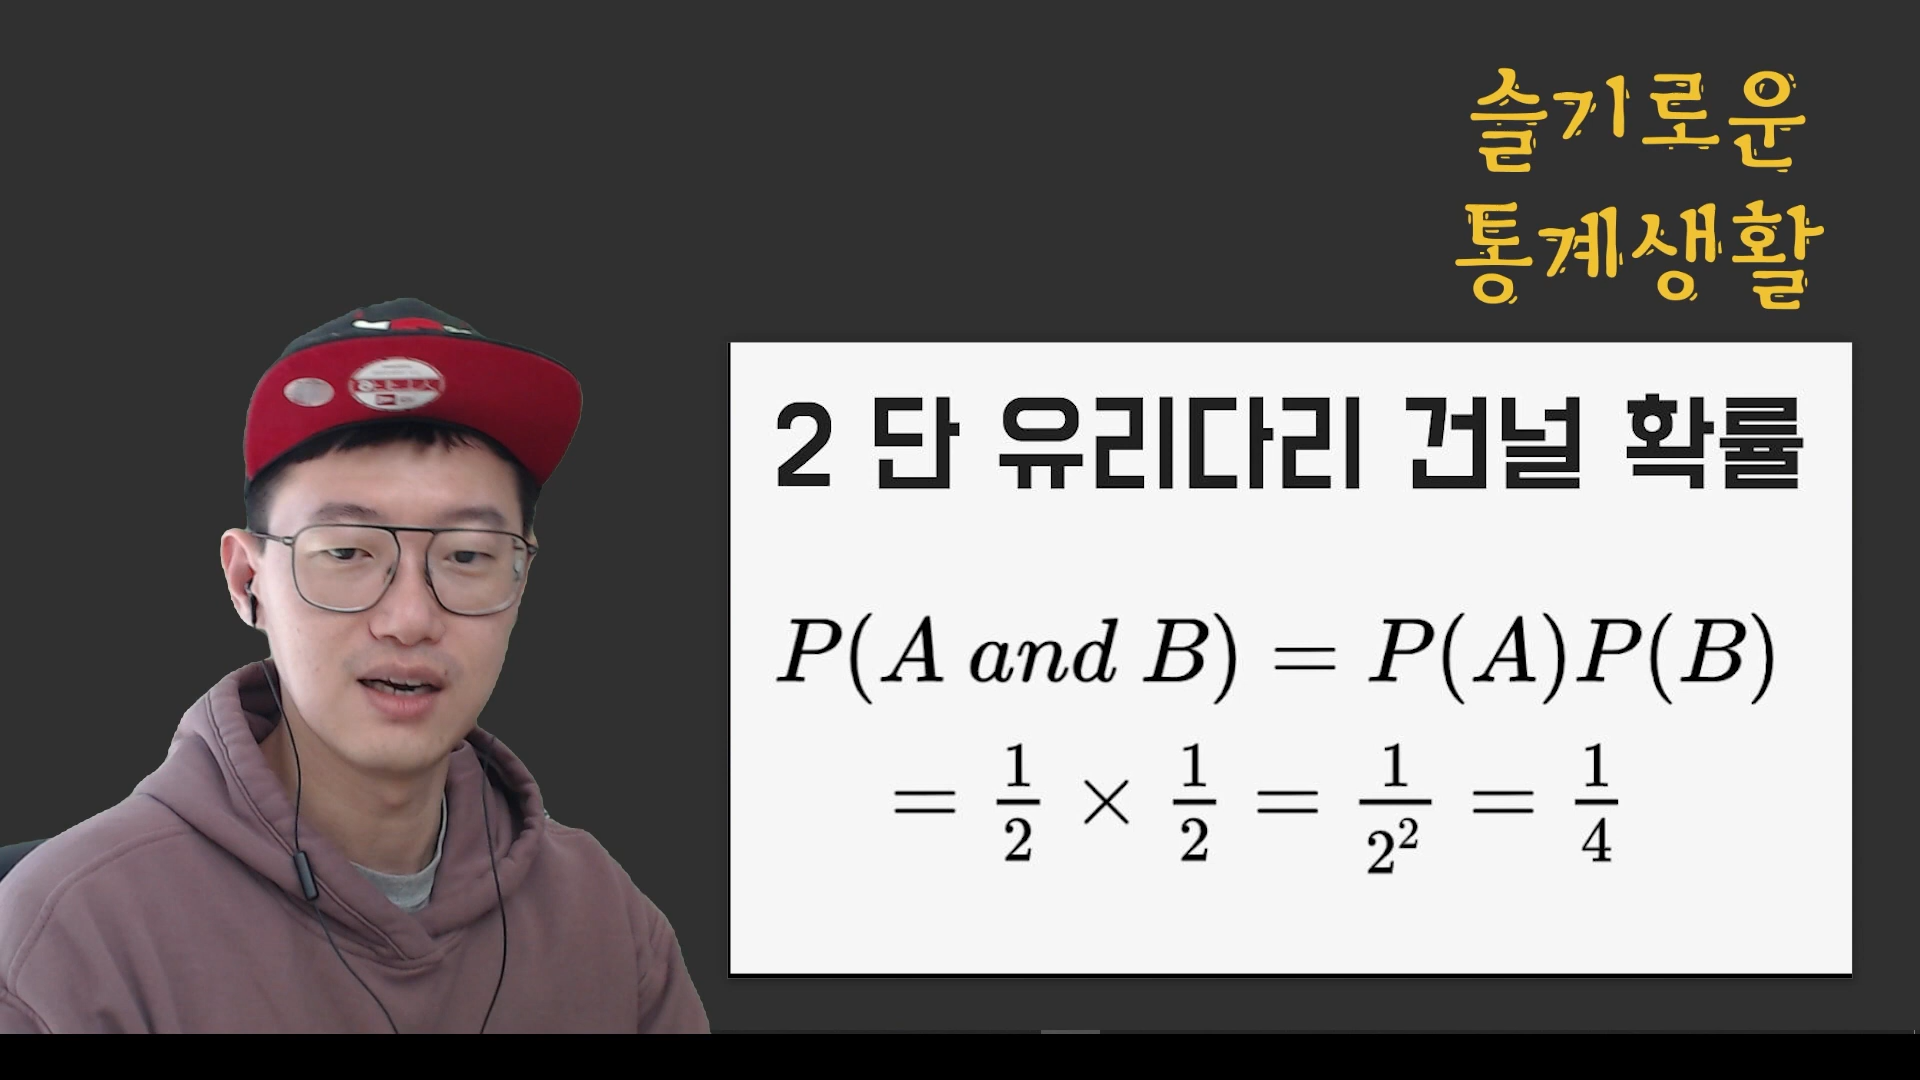 슬기로운
통계생활
2 단 유리다리 건널 확률
P(A and B) = P(A)P(B)
= 1/2 × 1/2 = 1/2² = 1/4